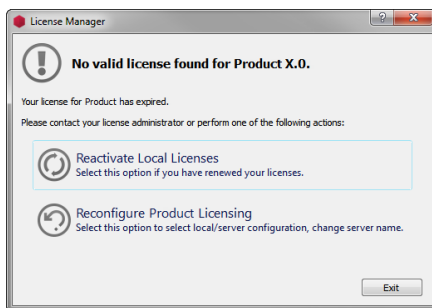 License Manager
No valid license found for Product X.0.
Your license for Product has expired.
Please contact your license administrator or perform one of the following actions:
Reactivate Local Licenses
Select this option if you have renewed your licenses.
Reconfigure Product Licensing
Select this option to select local/server configuration, change server name.
Exit